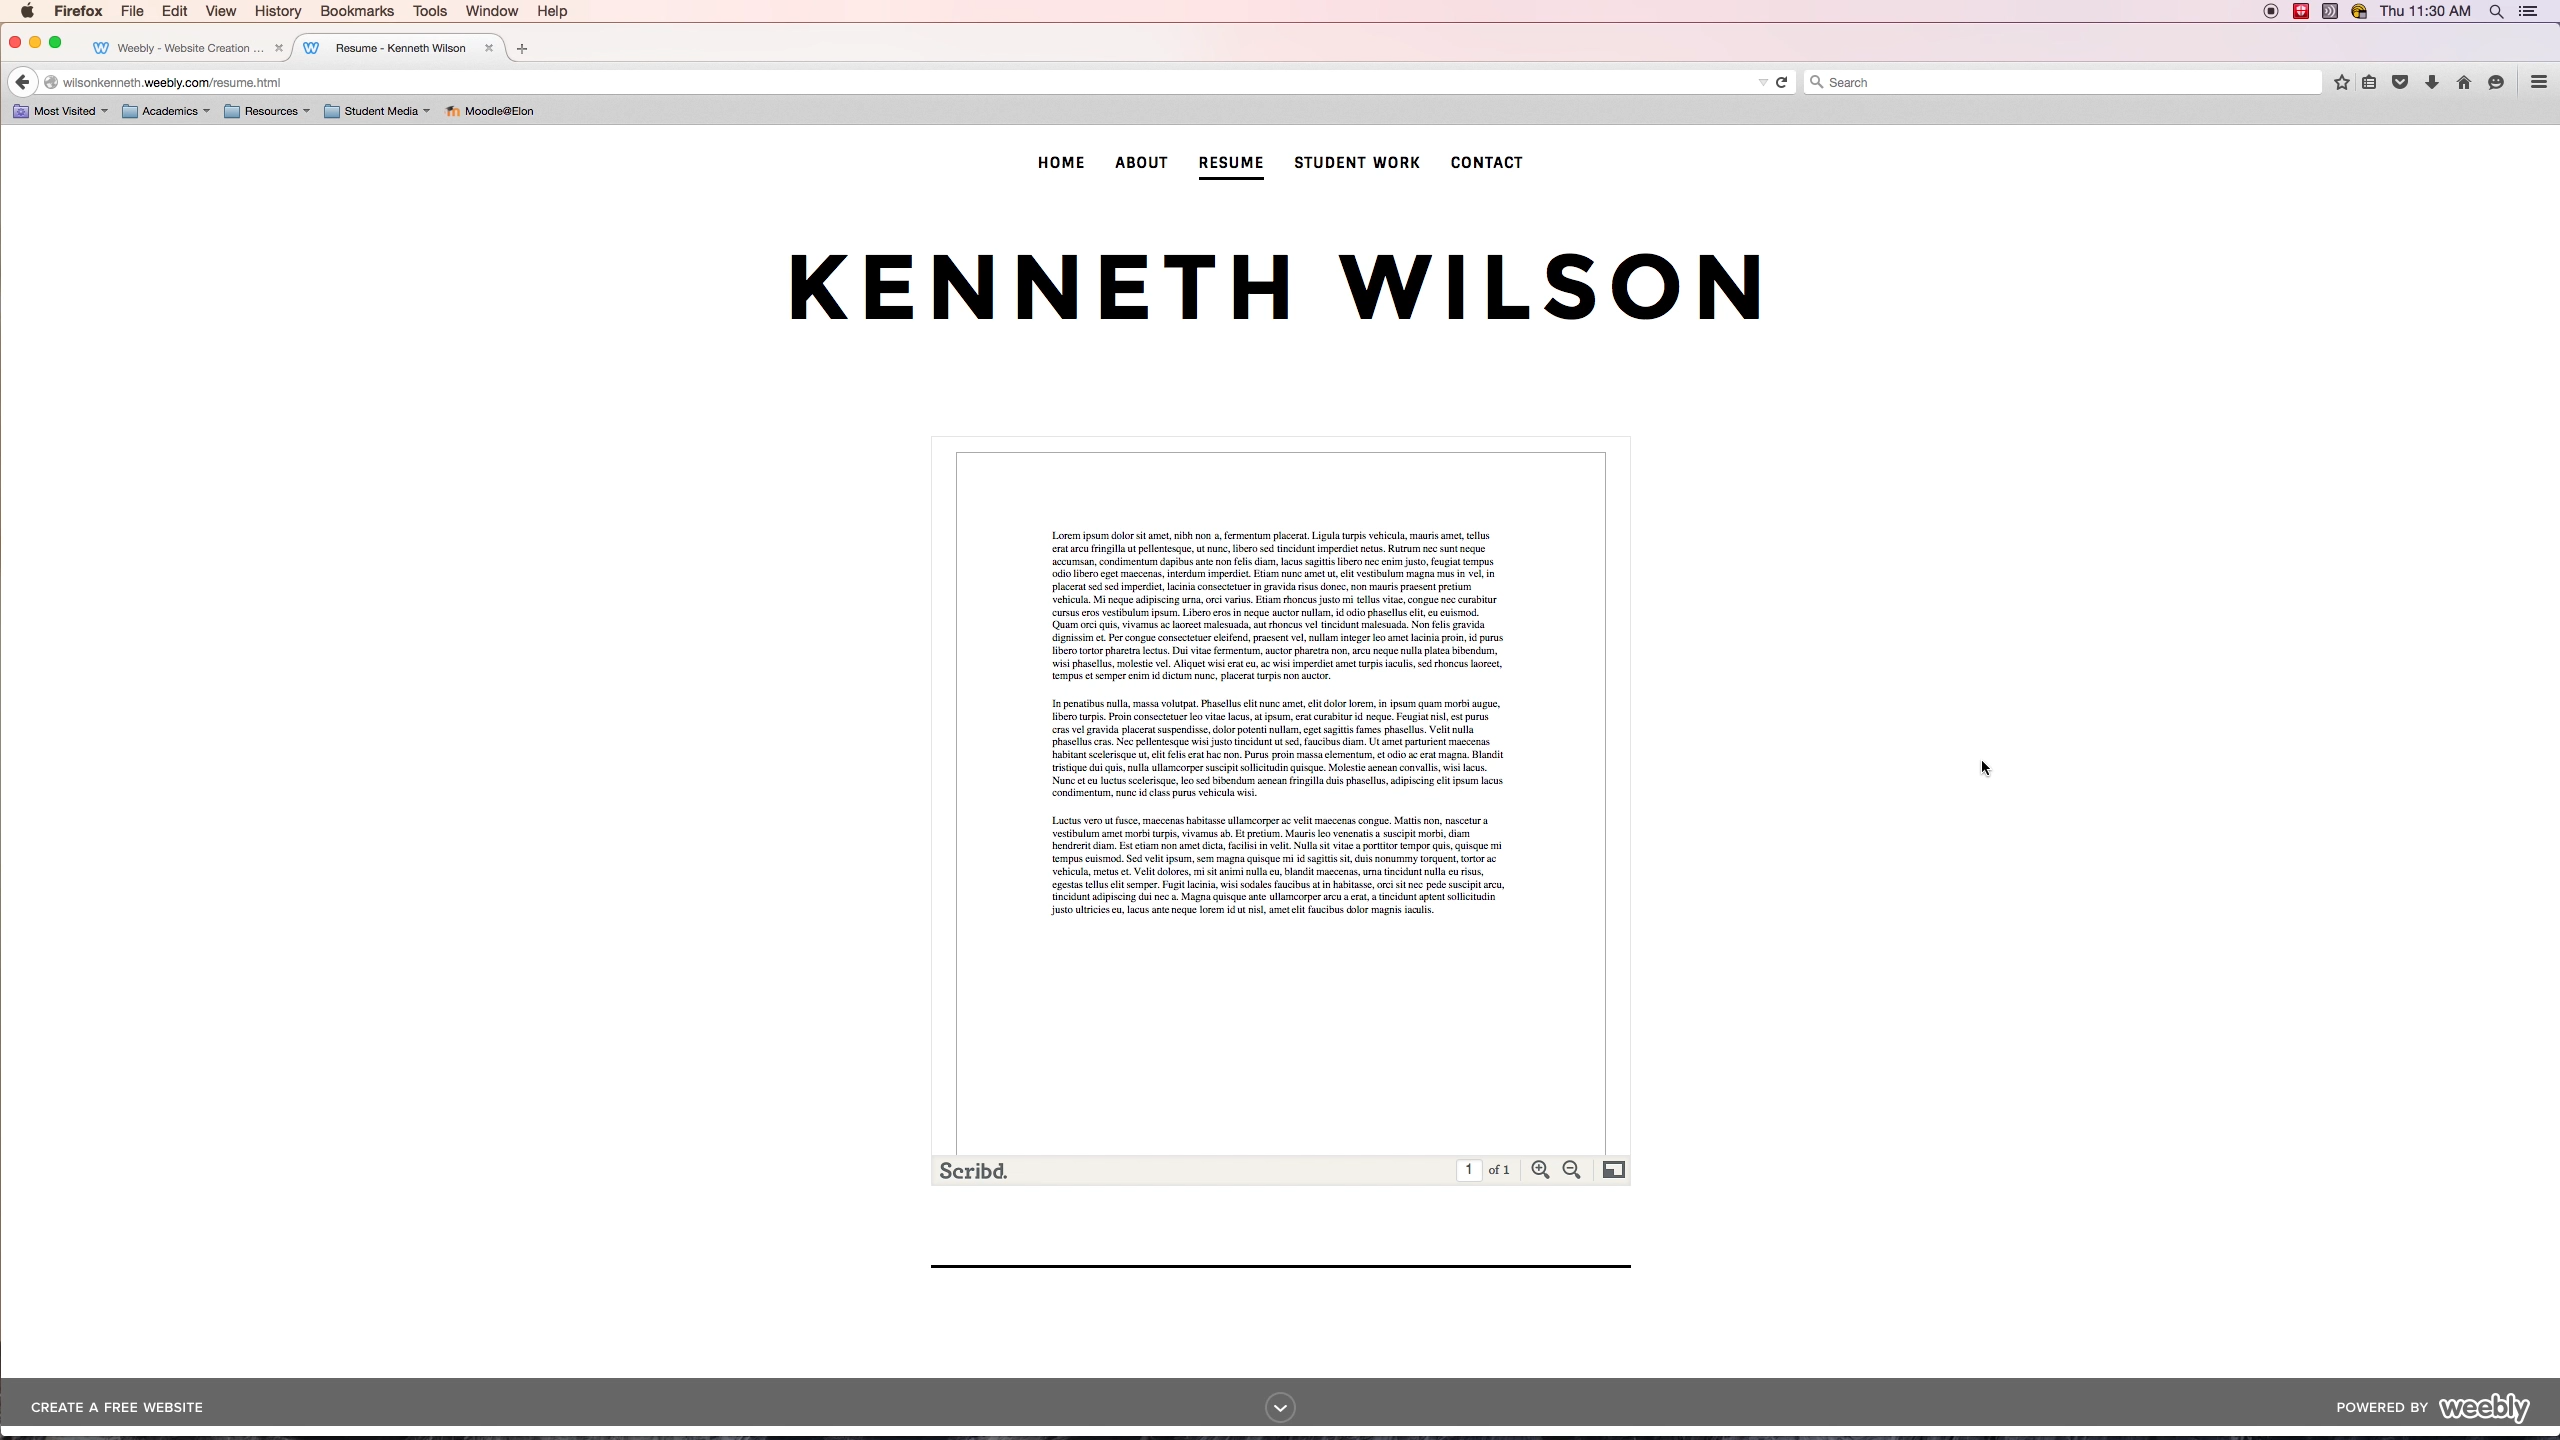 Firefox File Edit View History Bookmarks Tools Window Help Thu 11:30 AM
Weebly - Website Creation ... Resume - Kenneth Wilson
wilsonkenneth.weebly.com/resume.html Search
Most Visited Academics Resources Student Media Moodle@Elon
HOME ABOUT RESUME STUDENT WORK CONTACT
KENNETH WILSON
Lorem ipsum dolor sit amet, nibh non a, fermentum placerat. Ligula turpis vehicula, mauris amet, tellus
erat arcu fringilla ut pellentesque, ut nunc, libero sed tincidunt imperdiet netus. Rutrum nec sunt neque
accumsan, condimentum dapibus ante non felis diam, lacus sagittis libero nec enim justo, feugiat tempus
odio libero eget maecenas, interdum imperdiet. Etiam nunc amet ut, elit vestibulum magna mus in vel, in
placerat sed sed imperdiet, lacinia consectetuer in gravida risus donec, non mauris praesent pretium
vehicula. Mi neque adipiscing urna, orci varius. Etiam rhoncus justo mi tellus vitae, congue nec curabitur
cursus eros vestibulum ipsum. Libero eros in neque auctor nullam, id odio phasellus elit, eu euismod.
Quam orci quis, vivamus ac laoreet malesuada, aut rhoncus vel tincidunt malesuada. Non felis gravida
dignissim et. Per congue consectetuer eleifend, praesent vel, nullam integer leo amet lacinia proin, id purus
libero tortor pharetra lectus. Dui vitae fermentum, auctor pharetra non, arcu neque nulla platea bibendum,
wisi phasellus, molestie vel. Aliquet wisi erat eu, ac wisi imperdiet amet turpis iaculis, sed rhoncus laoreet,
tempus et semper enim id dictum nunc, placerat turpis non auctor.
In penatibus nulla, massa volutpat. Phasellus elit nunc amet, elit dolor lorem, in ipsum quam morbi augue,
libero turpis. Proin consectetuer leo vitae lacus, at ipsum, erat curabitur id neque. Feugiat nisl, est purus
cras vel gravida placerat suspendisse, dolor potenti nullam, eget sagittis fames phasellus. Velit nulla
phasellus cras. Nec pellentesque wisi justo tincidunt ut sed, faucibus diam. Ut amet parturient maecenas
habitant scelerisque ut, elit felis erat hac non. Purus proin massa elementum, et odio ac erat magna. Blandit
tristique dui quis, nulla ullamcorper suscipit sollicitudin quisque. Molestie aenean convallis, wisi lacus.
Nunc et eu luctus scelerisque, leo sed bibendum aenean fringilla duis phasellus, adipiscing elit ipsum lacus
condimentum, nunc id class purus vehicula wisi.
Luctus vero ut fusce, maecenas habitasse ullamcorper ac velit maecenas congue. Mattis non, nascetur a
vestibulum amet morbi turpis, vivamus ab. Et pretium. Mauris leo venenatis a suscipit morbi, diam
hendrerit diam. Est etiam non amet dicta, facilisi in velit. Nulla sit vitae a porttitor tempor quis, quisque mi
tempus euismod. Sed velit ipsum, sem magna quisque mi id sagittis sit, duis nonummy torquent, tortor ac
vehicula, metus et. Velit dolores, mi sit animi nulla eu, blandit maecenas, urna tincidunt nulla eu risus,
egestas tellus elit semper. Fugit lacinia, wisi sodales faucibus at in habitasse, orci sit nec pede suscipit arcu,
tincidunt adipiscing dui nec a. Magna quisque ante ullamcorper arcu a erat, a tincidunt aptent sollicitudin
justo ultricies eu, lacus ante neque lorem id ut nisl, amet elit faucibus dolor magnis iaculis.
Scribd. 1 of 1
CREATE A FREE WEBSITE POWERED BY weebly